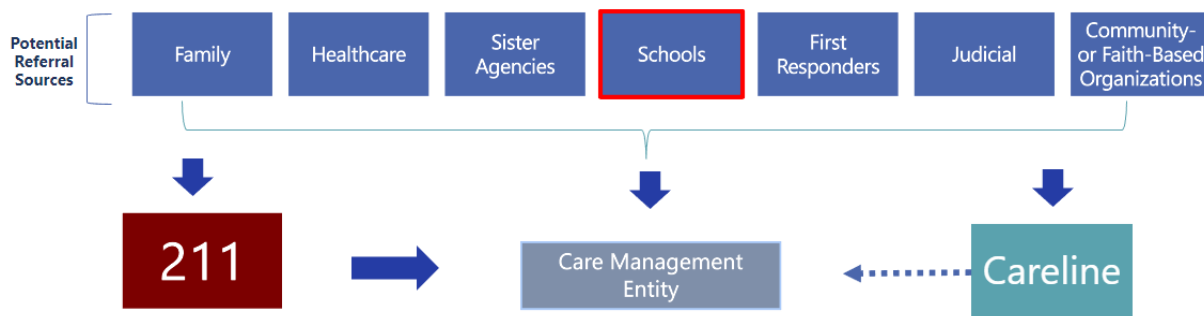 Potential
Referral
Sources
Family
Healthcare
Sister
Agencies
Schools
First
Responders
Judicial
Community-
or Faith-Based
Organizations
211
Care Management
Entity
Careline